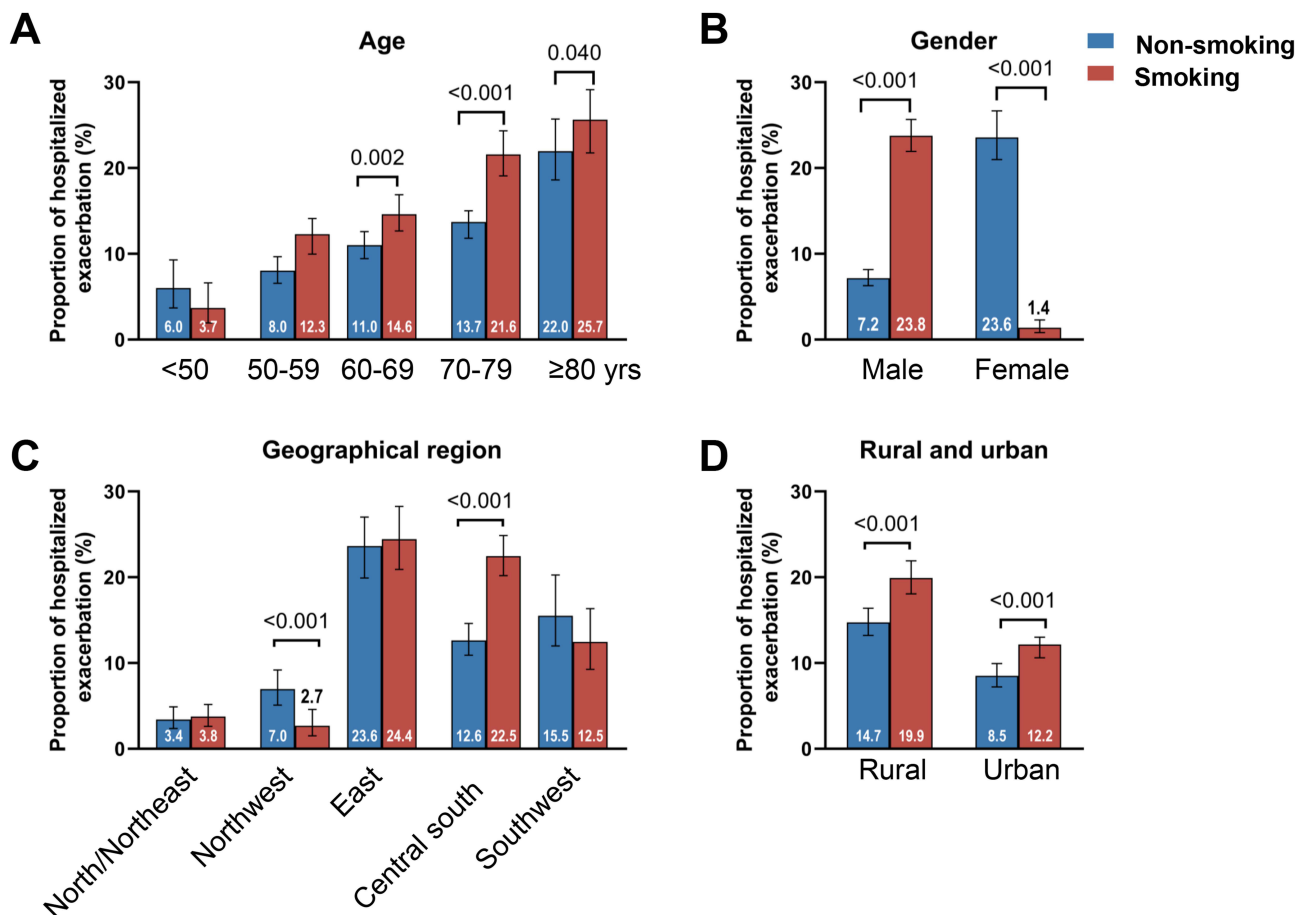 A
Age
Proportion of hospitalized
exacerbation (%)
30
20
10
0
<0.001
0.040
0.002
6.0
3.7
8.0
12.3
11.0
14.6
13.7
21.6
22.0
25.7
<50
50-59
60-69
70-79
≥80 yrs
B
Gender
Non-smoking
Smoking
Proportion of hospitalized
exacerbation (%)
30
20
10
0
<0.001
<0.001
7.2
23.8
23.6
1.4
Male
Female
C
Geographical region
Proportion of hospitalized
exacerbation (%)
30
20
10
0
<0.001
<0.001
3.4
3.8
7.0
2.7
23.6
24.4
12.6
22.5
15.5
12.5
North/Northeast
Northwest
East
Central south
Southwest
D
Rural and urban
Proportion of hospitalized
exacerbation (%)
30
20
10
0
<0.001
<0.001
14.7
19.9
8.5
12.2
Rural
Urban